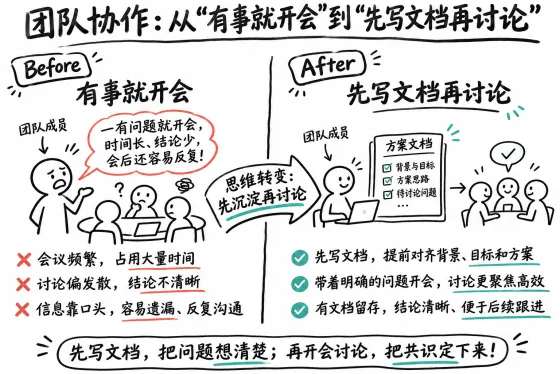 团队协作：从“有事就开会”到“先写文档再讨论”
Before
有事就开会
团队成员
一有问题就开会，
时间长、结论少，
会后还容易反复！
?
会议频繁，占用大量时间
讨论偏发散，结论不清晰
信息靠口头，容易遗漏、反复沟通
思维转变：
先沉淀再讨论
After
先写文档再讨论
团队成员
方案文档
背景与目标
方案思路
待讨论问题
...
先写文档，提前对齐背景、目标和方案
带着明确的问题开会，讨论更聚焦高效
有文档留存，结论清晰、便于后续跟进
先写文档，把问题想清楚；再开会讨论，把共识定下来！